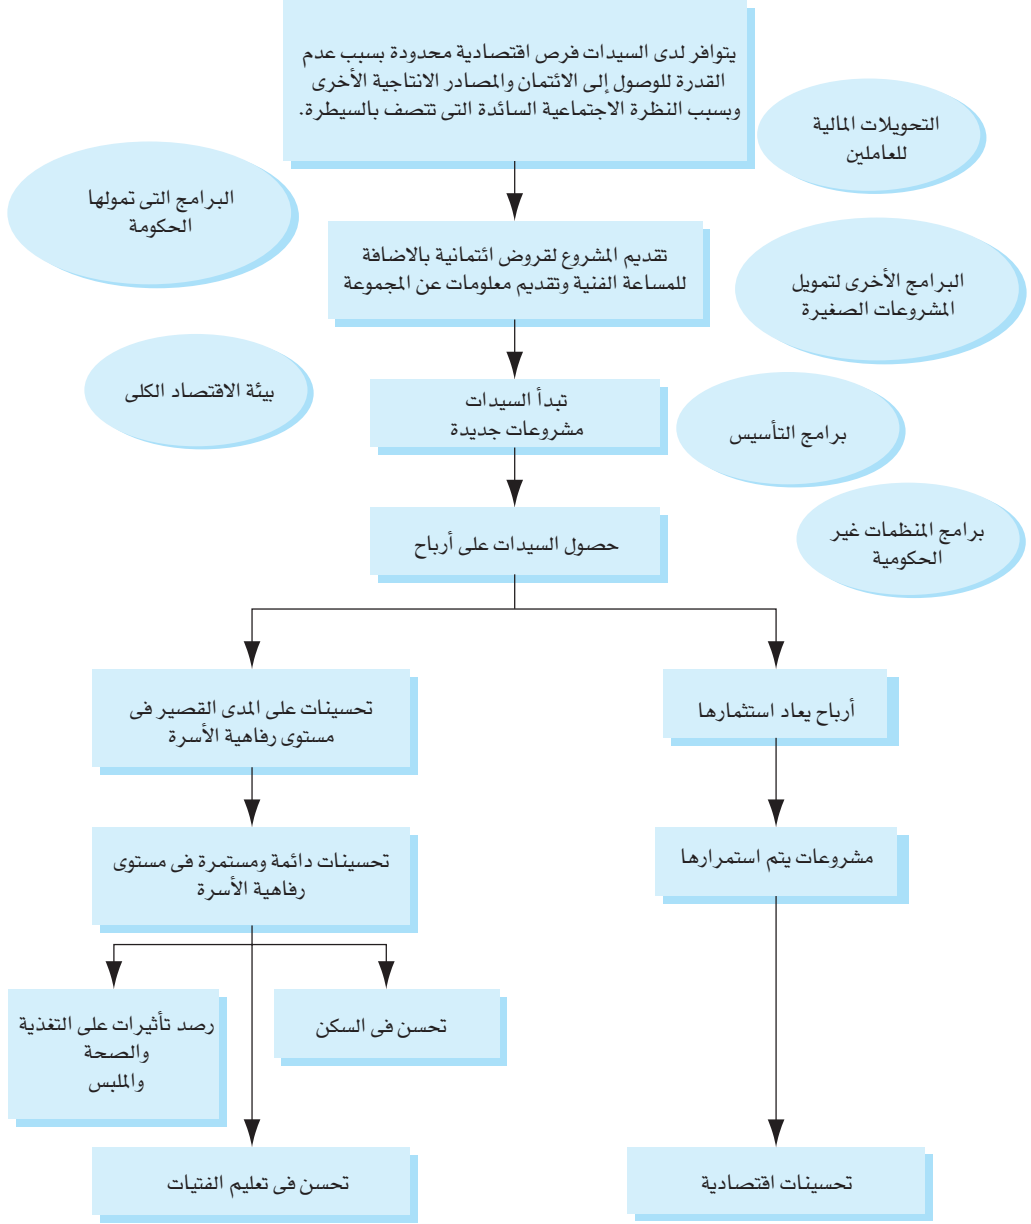 يتوافر لدى السيدات فرص اقتصادية محدودة بسبب عدم
القدرة للوصول إلى الائتمان والمصادر الانتاجية الأخرى
وبسبب النظرة الاجتماعية السائدة التى تتصف بالسيطرة.
التحويلات المالية
للعاملين
البرامج التى تمولها
الحكومة
تقديم المشروع لقروض ائتمانية بالاضافة
للمساعة الفنية وتقديم معلومات عن المجموعة
البرامج الأخرى لتمويل
المشروعات الصغيرة
بيئة الاقتصاد الكلى
تبدأ السيدات
مشروعات جديدة
برامج التأسيس
برامج المنظمات غير
الحكومية
حصول السيدات على أرباح
أرباح يعاد استثمارها
تحسينات على المدى القصير فى
مستوى رفاهية الأسرة
مشروعات يتم استمرارها
تحسينات دائمة ومستمرة فى مستوى
رفاهية الأسرة
تحسن فى السكن
رصد تأثيرات على التغذية
والصحة
والملبس
تحسينات اقتصادية
تحسن فى تعليم الفتيات